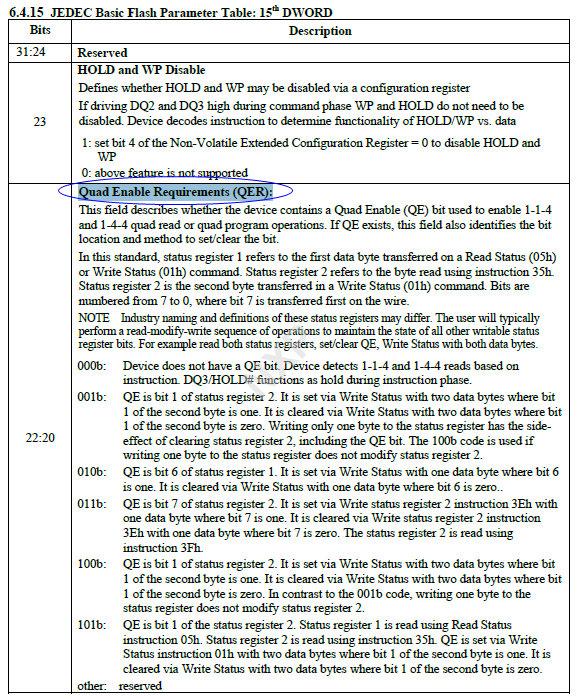 6.4.15 JEDEC Basic Flash Parameter Table: 15th DWORD
Bits Description
31:24 Reserved
HOLD and WP Disable
Defines whether HOLD and WP may be disabled via a configuration register
If driving DQ2 and DQ3 high during command phase WP and HOLD do not need to be
disabled. Device decodes instruction to determine functionality of HOLD/WP vs. data
23
1: set bit 4 of the Non-Volatile Extended Configuration Register = 0 to disable HOLD and
WP
0: above feature is not supported
Quad Enable Requirements (QER):
This field describes whether the device contains a Quad Enable (QE) bit used to enable 1-1-4
and 1-4-4 quad read or quad program operations. If QE exists, this field also identifies the bit
location and method to set/clear the bit.
In this standard, status register 1 refers to the first data byte transferred on a Read Status (05h)
or Write Status (01h) command. Status register 2 refers to the byte read using instruction 35h.
Status register 2 is the second byte transferred in a Write Status (01h) command. Bits are
numbered from 7 to 0, where bit 7 is transferred first on the wire.
NOTE Industry naming and definitions of these status registers may differ. The user will typically
perform a read-modify-write sequence of operations to maintain the state of all other writable status
register bits. For example read both status registers, set/clear QE, Write Status with both data bytes.
000b: Device does not have a QE bit. Device detects 1-1-4 and 1-4-4 reads based on
instruction. DQ3/HOLD# functions as hold during instruction phase.
001b: QE is bit 1 of status register 2. It is set via Write Status with two data bytes where bit
1 of the second byte is one. It is cleared via Write Status with two data bytes where bit
1 of the second byte is zero. Writing only one byte to the status register has the side-
effect of clearing status register 2, including the QE bit. The 100b code is used if
writing one byte to the status register does not modify status register 2.
22:20
010b: QE is bit 6 of status register 1. It is set via Write Status with one data byte where bit 6
is one. It is cleared via Write Status with one data byte where bit 6 is zero..
011b: QE is bit 7 of status register 2. It is set via Write status register 2 instruction 3Eh with
one data byte where bit 7 is one. It is cleared via Write status register 2 instruction
3Eh with one data byte where bit 7 is zero. The status register 2 is read using
instruction 3Fh.
100b: QE is bit 1 of status register 2. It is set via Write Status with two data bytes where bit
1 of the second byte is one. It is cleared via Write Status with two data bytes where bit
1 of the second byte is zero. In contrast to the 001b code, writing one byte to the
status register does not modify status register 2.
101b: QE is bit 1 of the status register 2. Status register 1 is read using Read Status
instruction 05h. Status register 2 is read using instruction 35h. QE is set via Write
Status instruction 01h with two data bytes where bit 1 of the second byte is one. It is
cleared via Write Status with two data bytes where bit 1 of the second byte is zero.
other: reserved
NXP